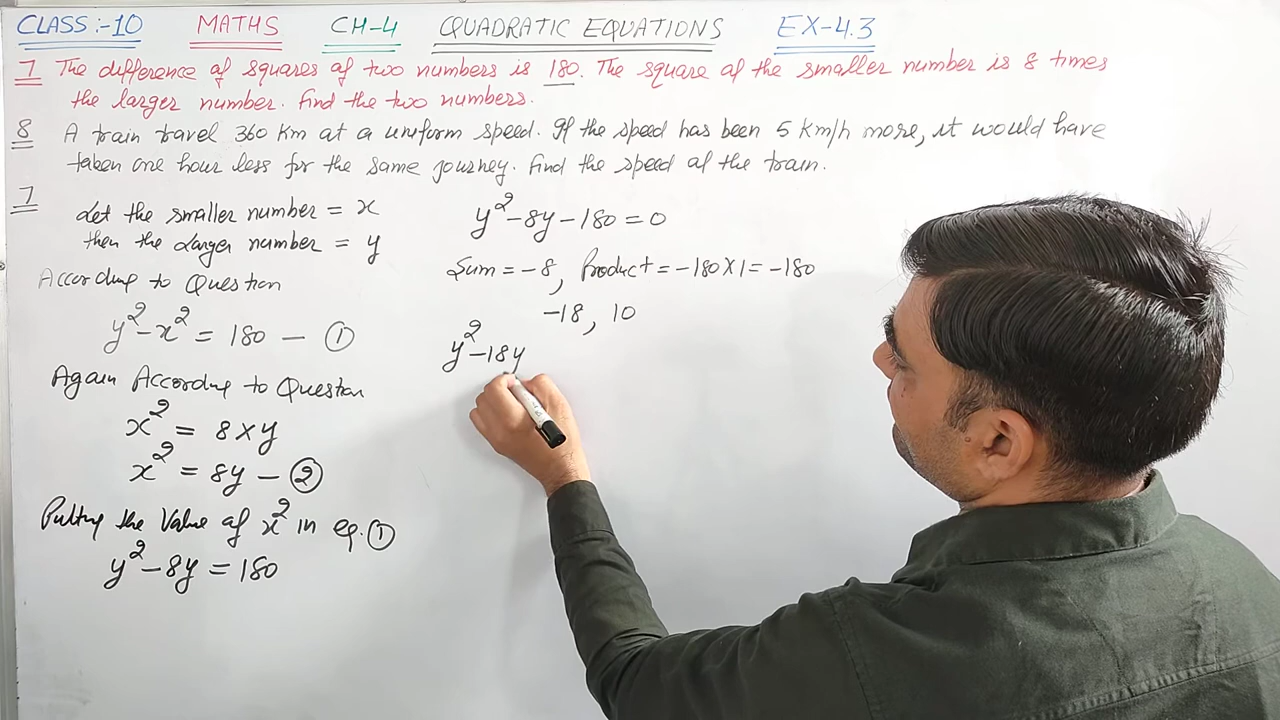 CLASS:-10 MATHS CH-4 QUADRATIC EQUATIONS EX-4.3
7 The difference of squares of two numbers is 180. The square of the smaller number is 8 times
the larger number. Find the two numbers.
8 A train travel 360 Km at a uniform speed. If the speed has been 5 Km/h more, it would have
taken one hour less for the same journey. Find the speed of the train.
7 Let the smaller number = x
then the Larger number = y
According to Question
y² - x² = 180 — ①
Again According to Question
x² = 8 × y
x² = 8y — ②
Putting the Value of x² in eq. ①
y² - 8y = 180
y² - 8y - 180 = 0
Sum = -8, Product = -180 × 1 = -180
-18, 10
y² - 18y